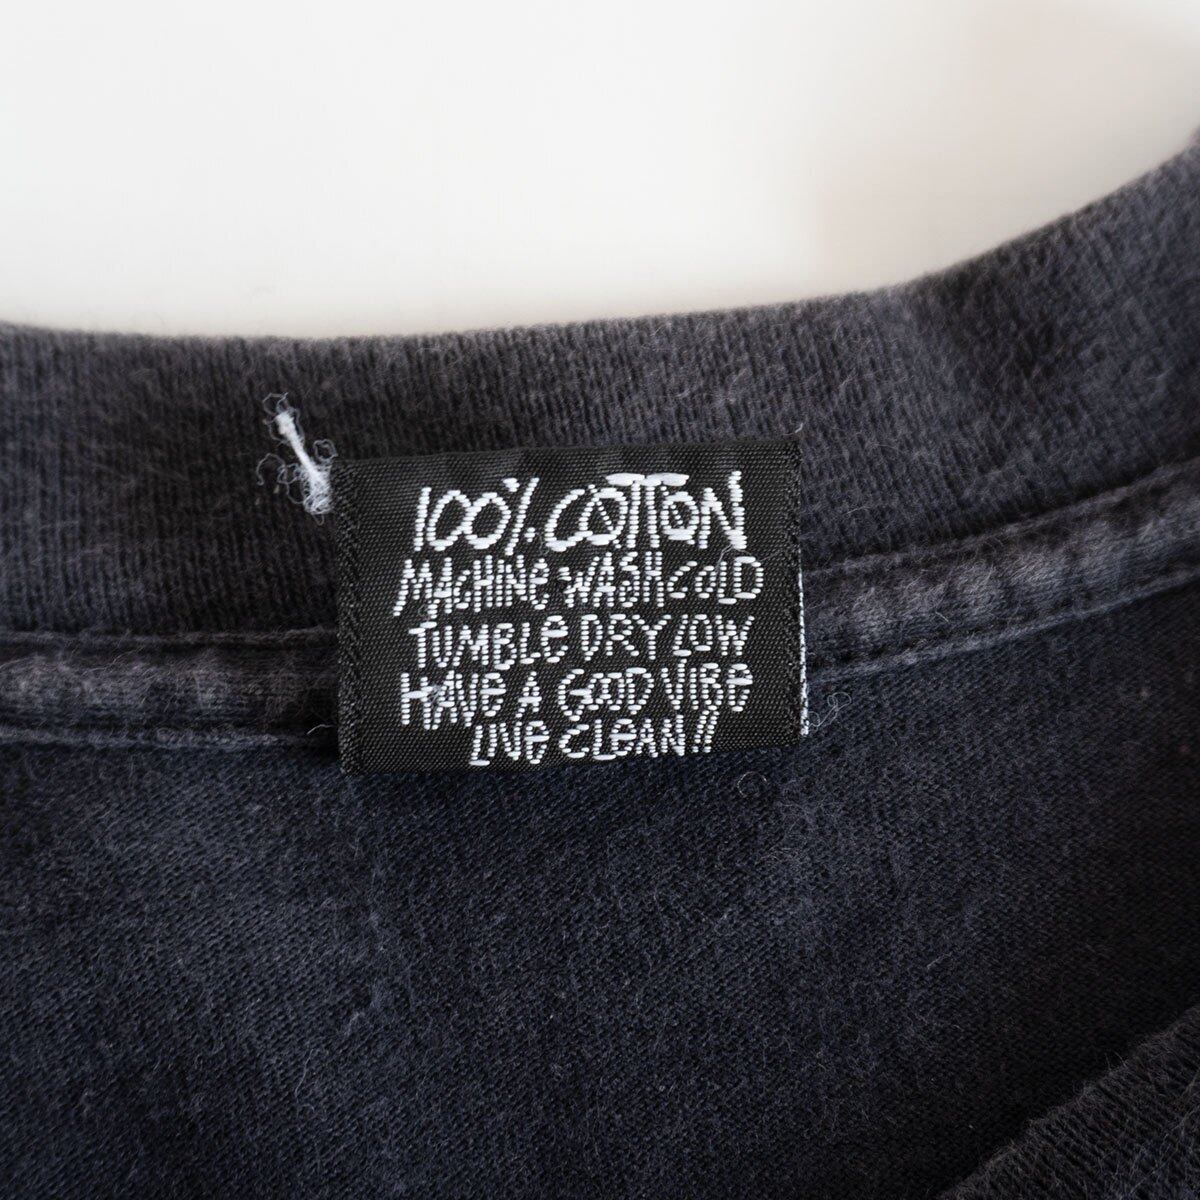 100% COTTON
MACHINE WASH COLD
TUMBLE DRY LOW
HAVE A GOOD VIBE
LIVE CLEAN!!